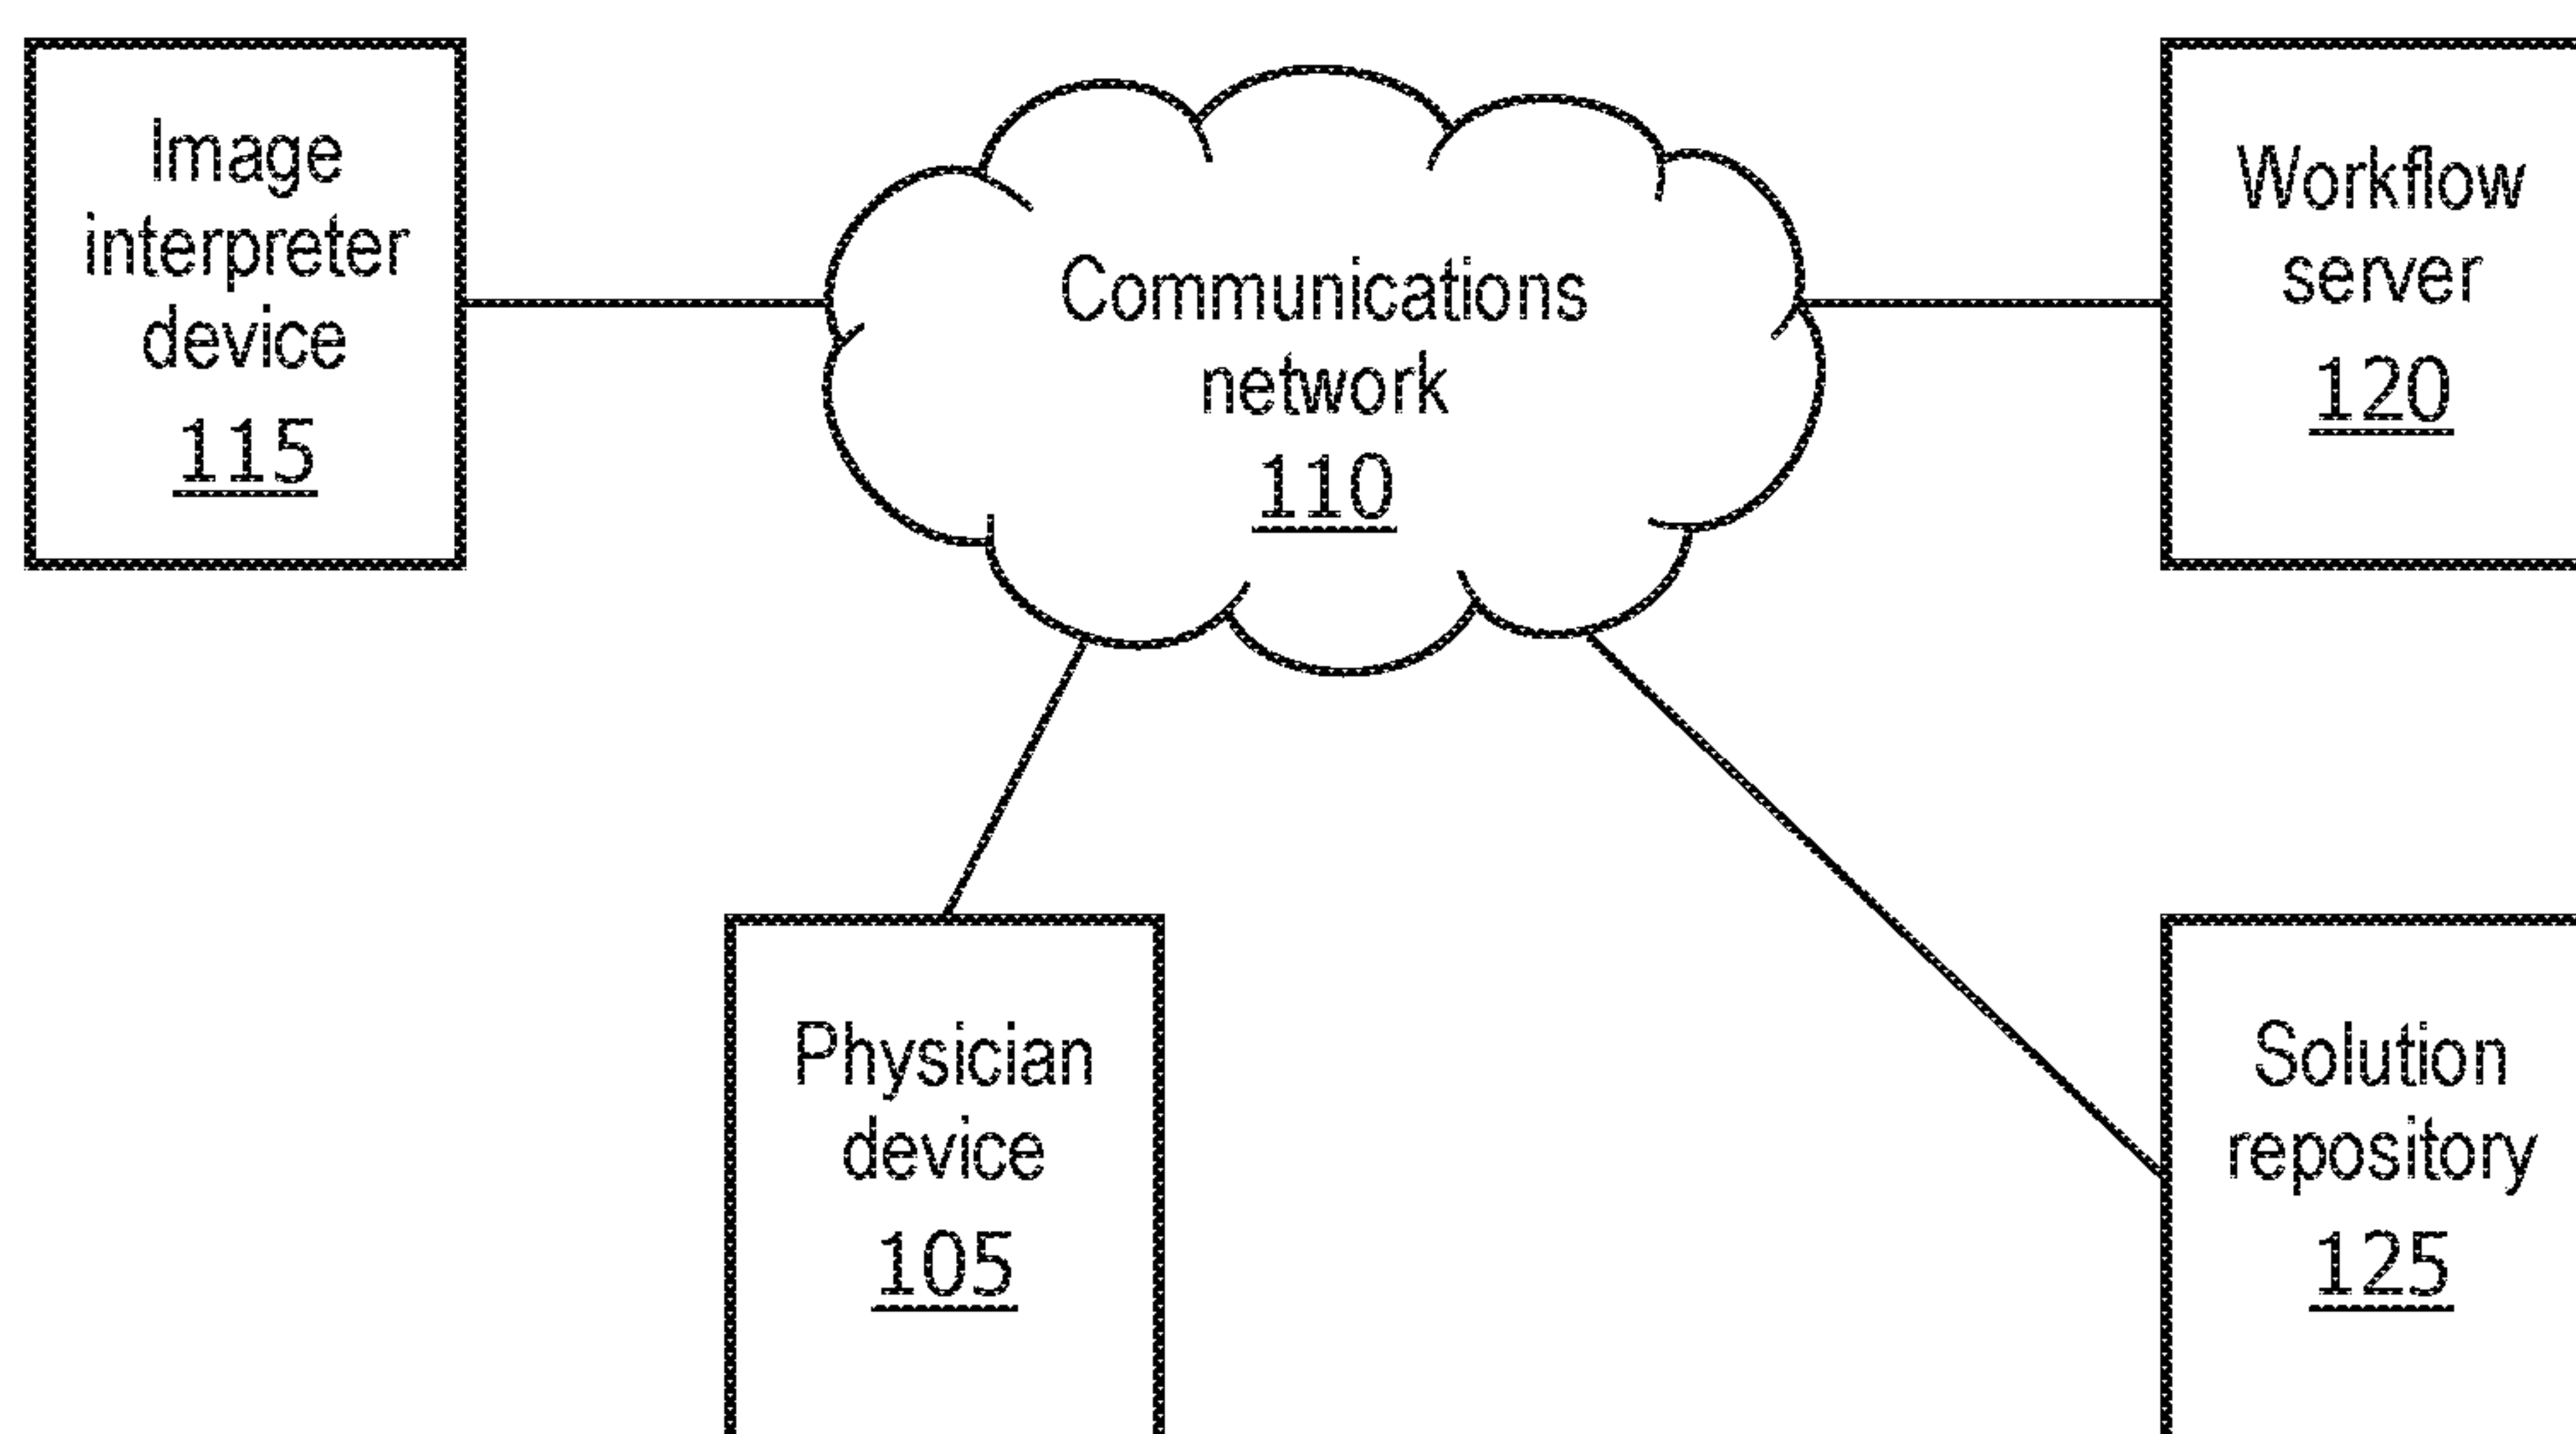 Image
interpreter
device
115
Communications
network
110
Workflow
server
120
Physician
device
105
Solution
repository
125